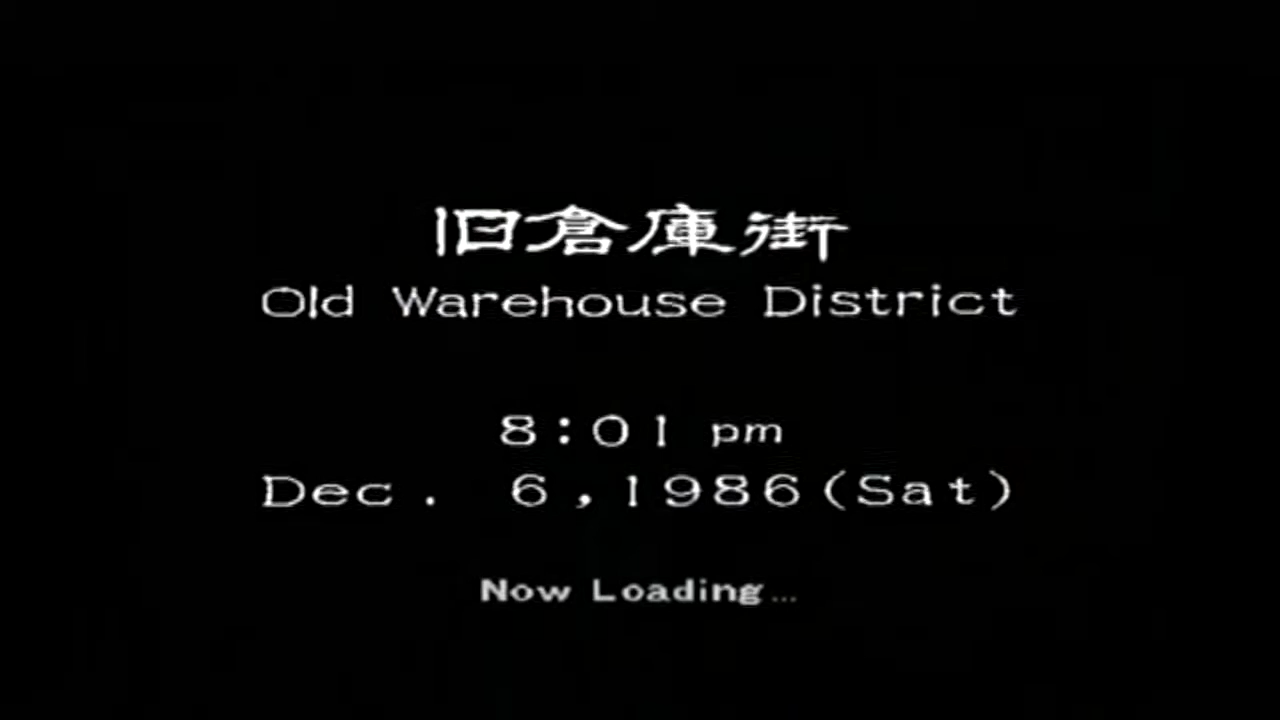 旧倉庫街
Old Warehouse District
8:01 pm
Dec. 6,1986(Sat)
Now Loading...